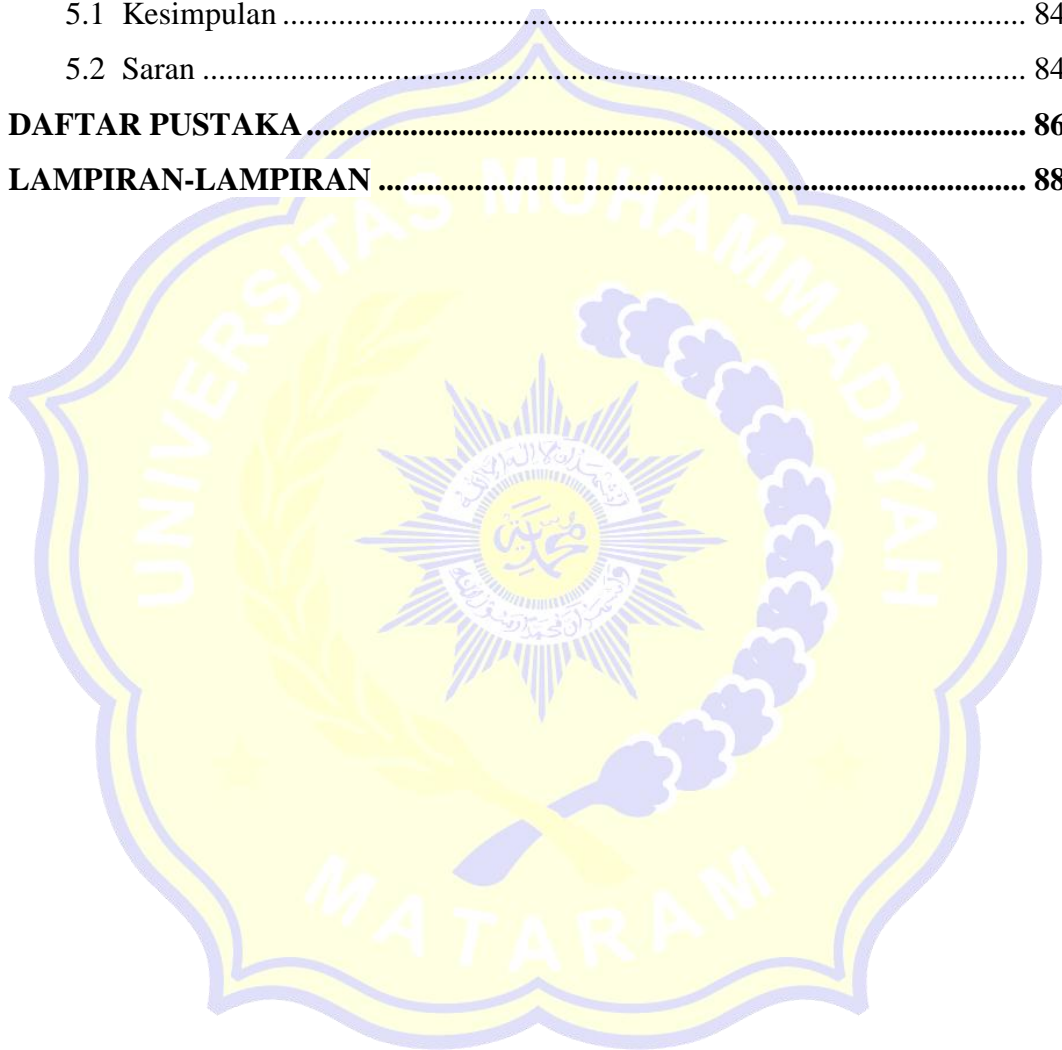 5.1 Kesimpulan ........................................................................................ 84
5.2 Saran ................................................................................................. 84
DAFTAR PUSTAKA ..................................................................................... 86
LAMPIRAN-LAMPIRAN ............................................................................ 88
UNIVERSITAS MUHAMMADIYAH
MATARAM